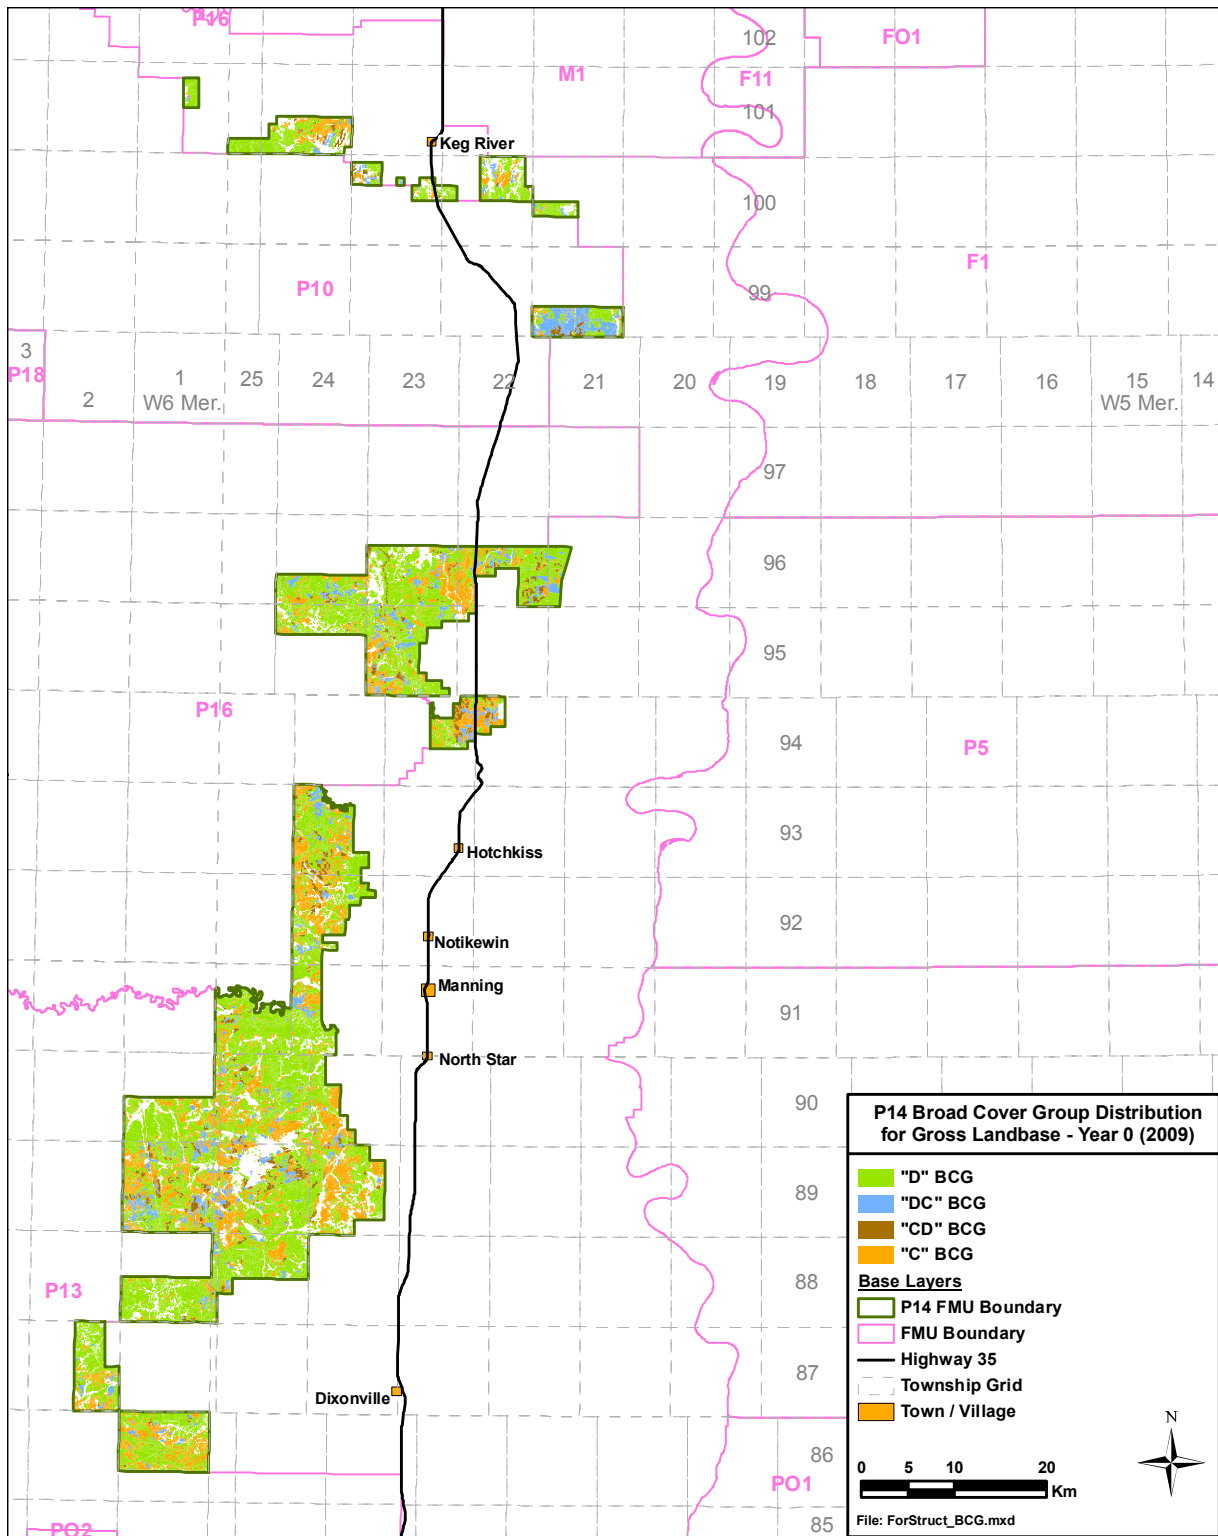 P16
102
FO1
M1
F11
101
Keg River
100
F1
P10
99
3
P18
2
1
W6 Mer.
25
24
23
22
21
20
19
18
17
16
15
W5 Mer.
14
97
96
95
P16
94
P5
93
Hotchkiss
92
Notikewin
Manning
91
North Star
90
89
88
P13
87
Dixonville
86
PO1
85
PO2
P14 Broad Cover Group Distribution
for Gross Landbase - Year 0 (2009)
"D" BCG
"DC" BCG
"CD" BCG
"C" BCG
Base Layers
P14 FMU Boundary
FMU Boundary
Highway 35
Township Grid
Town / Village
N
0 5 10 20
Km
File: ForStruct_BCG.mxd